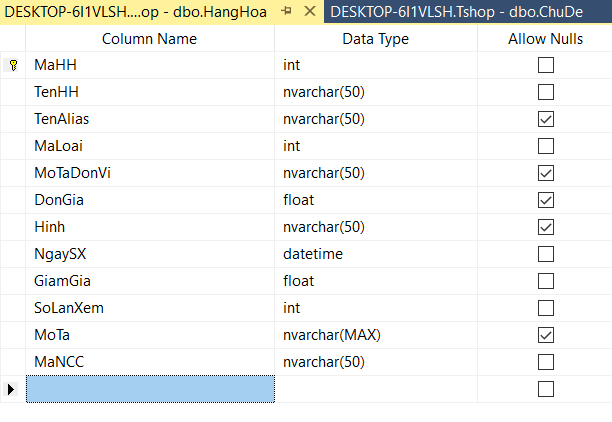 DESKTOP-6I1VLSH....op - dbo.HangHoa DESKTOP-6I1VLSH.Tshop - dbo.ChuDe
Column Name Data Type Allow Nulls
MaHH int
TenHH nvarchar(50)
TenAlias nvarchar(50)
MaLoai int
MoTaDonVi nvarchar(50)
DonGia float
Hinh nvarchar(50)
NgaySX datetime
GiamGia float
SoLanXem int
MoTa nvarchar(MAX)
MaNCC nvarchar(50)